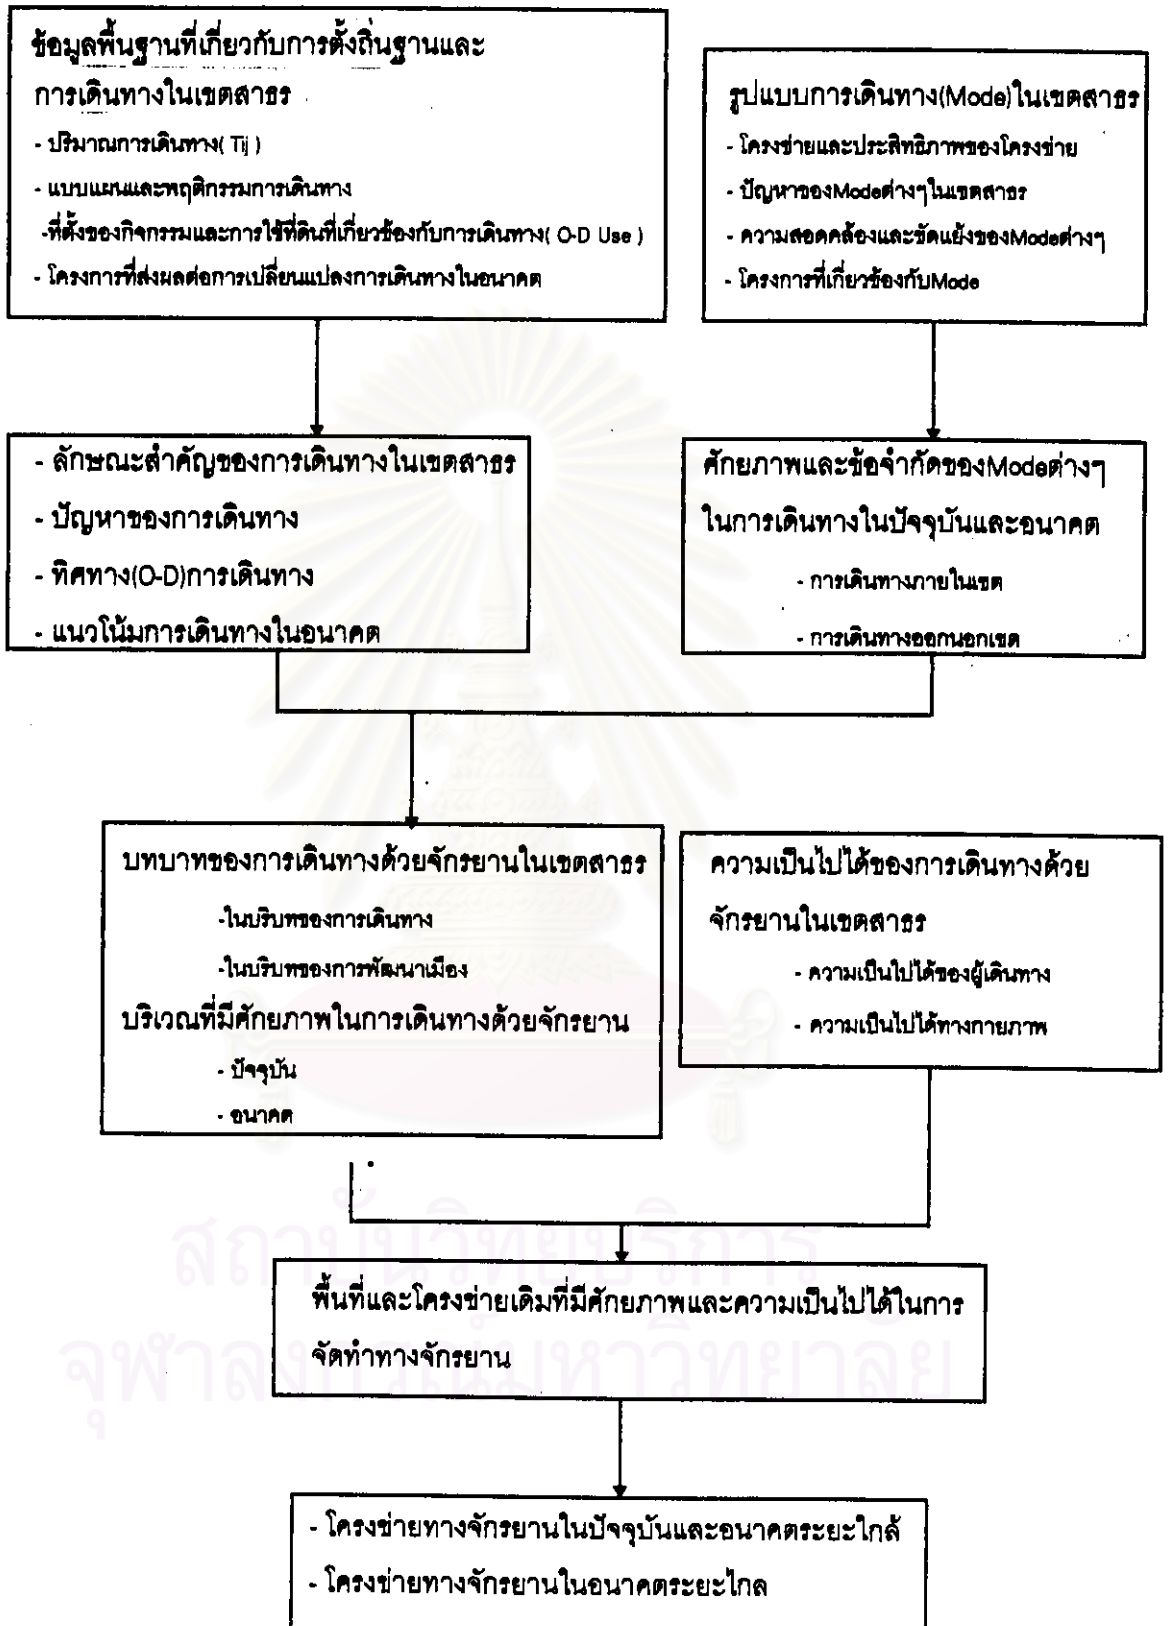 ข้อมูลพื้นฐานที่เกี่ยวกับการตั้งถิ่นฐานและ
การเดินทางในเขตสาธร
- ปริมาณการเดินทาง( Tij )
- แบบแผนและพฤติกรรมการเดินทาง
-ที่ตั้งของกิจกรรมและการใช้ที่ดินที่เกี่ยวข้องกับการเดินทาง( O-D Use )
- โครงการที่ส่งผลต่อการเปลี่ยนแปลงการเดินทางในอนาคต
รูปแบบการเดินทาง(Mode)ในเขตสาธร
- โครงข่ายและประสิทธิภาพของโครงข่าย
- ปัญหาของModeต่างๆในเขตสาธร
- ความสอดคล้องและขัดแย้งของModeต่างๆ
- โครงการที่เกี่ยวข้องกับMode
- ลักษณะสำคัญของการเดินทางในเขตสาธร
- ปัญหาของการเดินทาง
- ทิศทาง(O-D)การเดินทาง
- แนวโน้มการเดินทางในอนาคต
ศักยภาพและข้อจำกัดของModeต่างๆ
ในการเดินทางในปัจจุบันและอนาคต
- การเดินทางภายในเขต
- การเดินทางออกนอกเขต
บทบาทของการเดินทางด้วยจักรยานในเขตสาธร
-ในบริบทของการเดินทาง
-ในบริบทของการพัฒนาเมือง
บริเวณที่มีศักยภาพในการเดินทางด้วยจักรยาน
- ปัจจุบัน
- อนาคต
ความเป็นไปได้ของการเดินทางด้วย
จักรยานในเขตสาธร
- ความเป็นไปได้ของผู้เดินทาง
- ความเป็นไปได้ทางกายภาพ
พื้นที่และโครงข่ายเดิมที่มีศักยภาพและความเป็นไปได้ในการ
จัดทำทางจักรยาน
- โครงข่ายทางจักรยานในปัจจุบันและอนาคตระยะใกล้
- โครงข่ายทางจักรยานในอนาคตระยะไกล
สถาบันวิทยบริการ
จุฬาลงกรณ์มหาวิทยาลัย